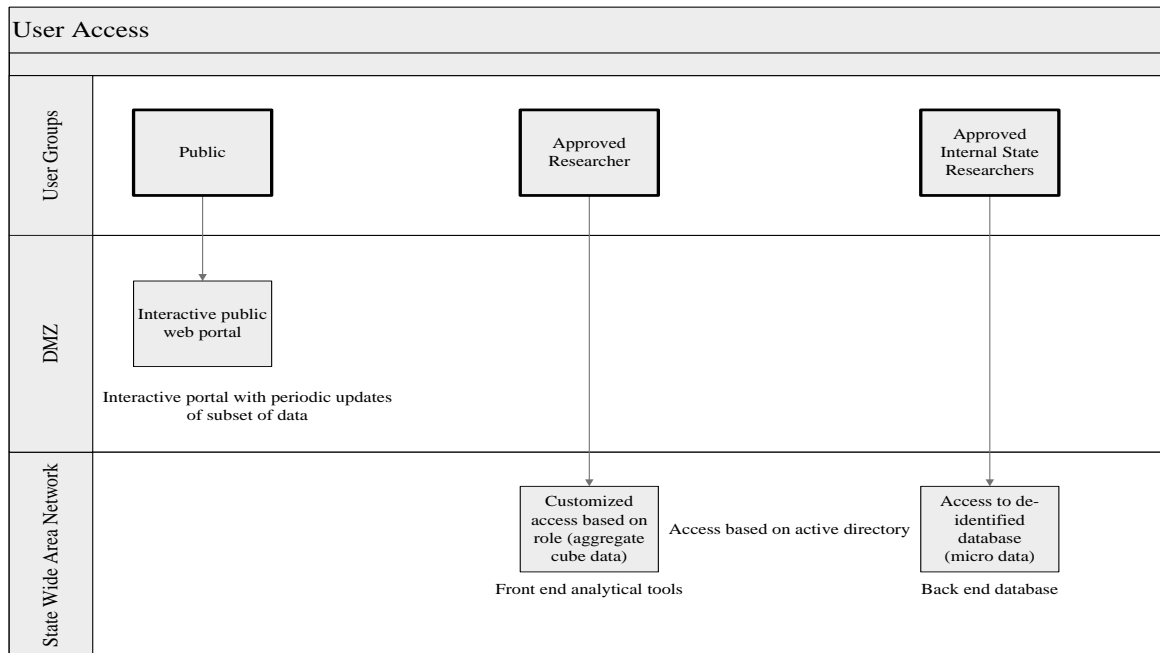 User Access
User Groups
Public
Approved
Researcher
Approved
Internal State
Researchers
DMZ
Interactive public
web portal
Interactive portal with periodic updates
of subset of data
State Wide Area Network
Customized
access based on
role (aggregate
cube data)
Front end analytical tools
Access based on active directory
Access to de-
identified
database
(micro data)
Back end database